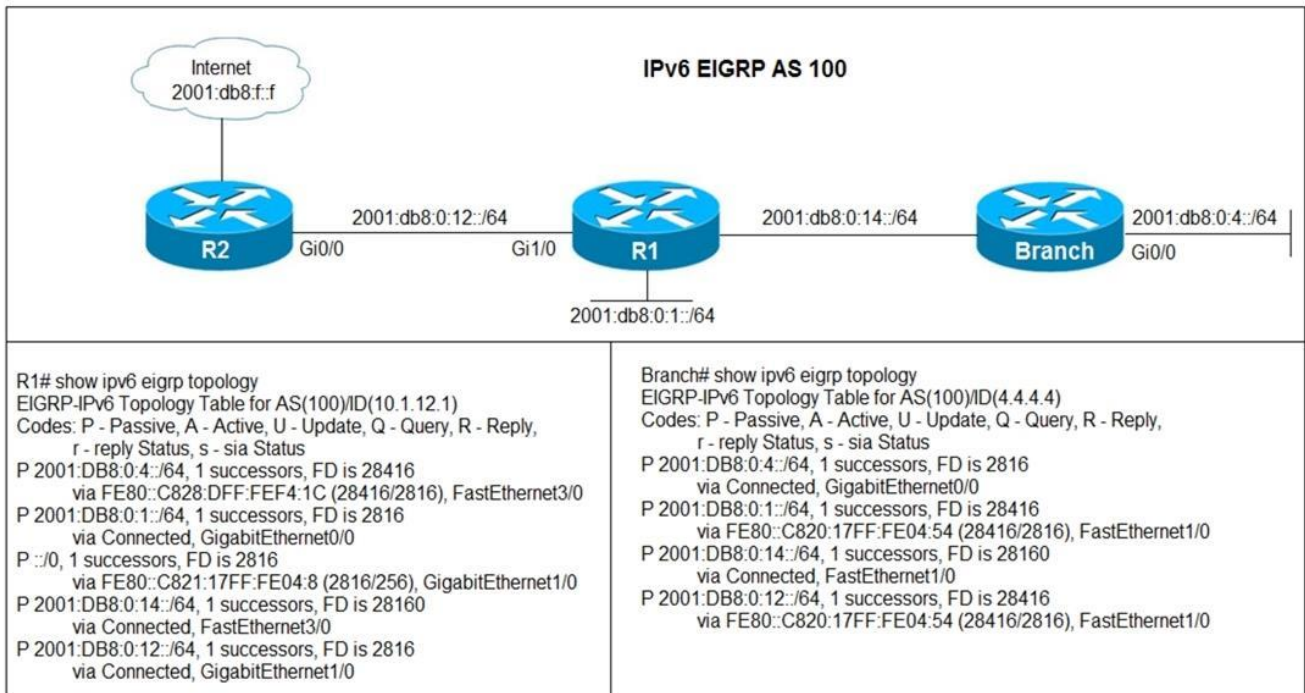 Internet
2001:db8:f::f
IPv6 EIGRP AS 100
2001:db8:0:12::/64
2001:db8:0:14::/64
2001:db8:0:4::/64
R2
Gi0/0
Gi1/0
R1
Branch
Gi0/0
2001:db8:0:1::/64
R1# show ipv6 eigrp topology
EIGRP-IPv6 Topology Table for AS(100)/ID(10.1.12.1)
Codes: P - Passive, A - Active, U - Update, Q - Query, R - Reply,
r - reply Status, s - sia Status
P 2001:DB8:0:4::/64, 1 successors, FD is 28416
via FE80::C828:DFF:FEF4:1C (28416/2816), FastEthernet3/0
P 2001:DB8:0:1::/64, 1 successors, FD is 2816
via Connected, GigabitEthernet0/0
P ::/0, 1 successors, FD is 2816
via FE80::C821:17FF:FE04:8 (2816/256), GigabitEthernet1/0
P 2001:DB8:0:14::/64, 1 successors, FD is 28160
via Connected, FastEthernet3/0
P 2001:DB8:0:12::/64, 1 successors, FD is 2816
via Connected, GigabitEthernet1/0
Branch# show ipv6 eigrp topology
EIGRP-IPv6 Topology Table for AS(100)/ID(4.4.4.4)
Codes: P - Passive, A - Active, U - Update, Q - Query, R - Reply,
r - reply Status, s - sia Status
P 2001:DB8:0:4::/64, 1 successors, FD is 2816
via Connected, GigabitEthernet0/0
P 2001:DB8:0:1::/64, 1 successors, FD is 28416
via FE80::C820:17FF:FE04:54 (28416/2816), FastEthernet1/0
P 2001:DB8:0:14::/64, 1 successors, FD is 28160
via Connected, FastEthernet1/0
P 2001:DB8:0:12::/64, 1 successors, FD is 28416
via FE80::C820:17FF:FE04:54 (28416/2816), FastEthernet1/0